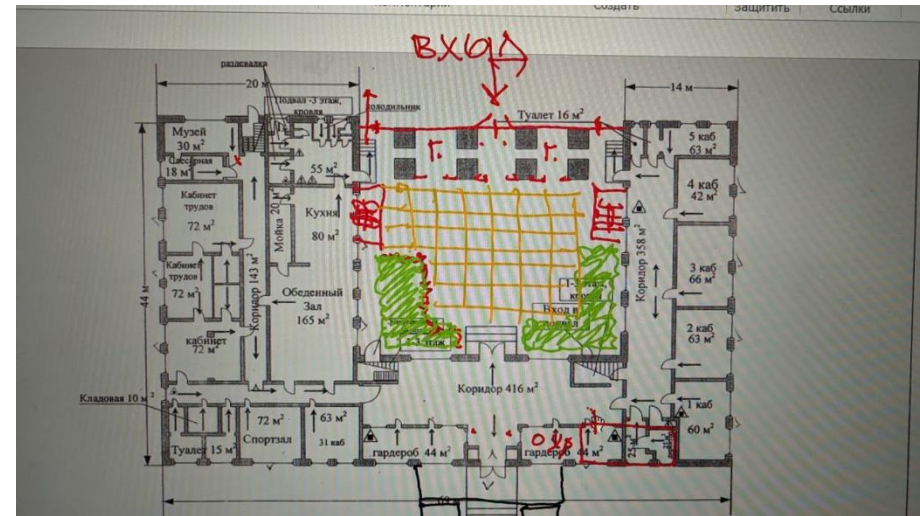 Создать
Защитить
Ссылки
ВХОД
раздевалка
20 м
Подвал -3 этаж,
кровля
холодильник
Туалет 16 м²
14 м
Музей
30 м²
18 м²
55 м²
5 каб
63 м²
4 каб
42 м²
Кабинет
трудов
72 м²
Мойка 20 м²
Кухня
80 м²
Г.
Г.
Коридор 358 м²
44 м
Кабинет
трудов
72 м²
Коридор 143 м²
Обеденный
Зал
165 м²
3 каб
66 м²
Вход в
кабинет
72 м²
2 каб
63 м²
Коридор 416 м²
Кладовая 10 м²
72 м²
Спортзал
63 м²
31 каб
Туалет 15 м²
гардероб 44 м²
гардероб 44 м²
1 каб
60 м²